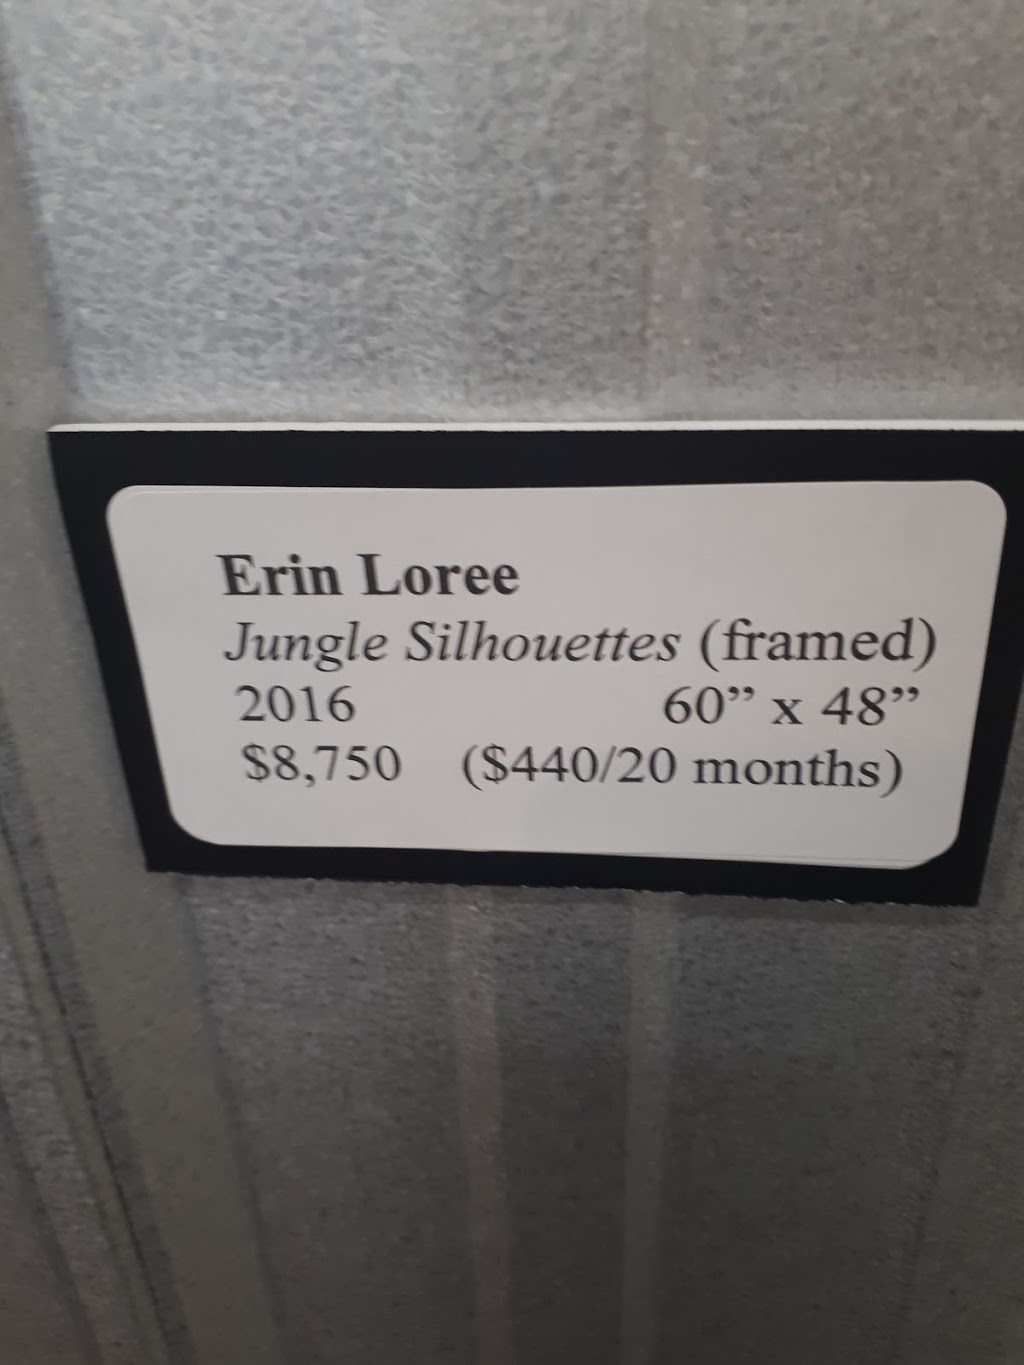 Erin Loree
Jungle Silhouettes (framed)
2016 60” x 48”
$8,750 ($440/20 months)